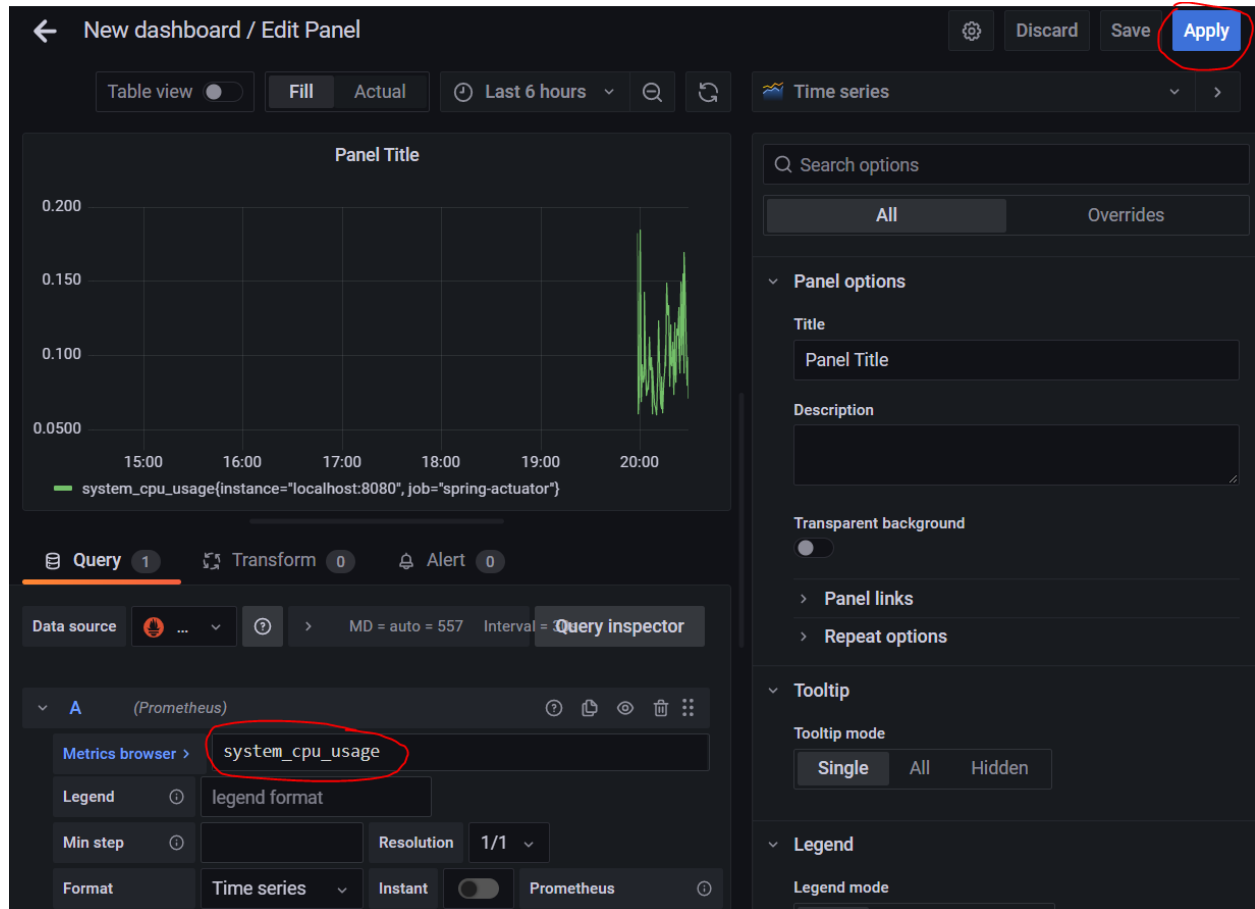 New dashboard / Edit Panel
Discard
Save
Apply
Table view
Fill
Actual
Last 6 hours
Time series
Panel Title
0.200
0.150
0.100
0.0500
15:00 16:00 17:00 18:00 19:00 20:00
system_cpu_usage{instance="localhost:8080", job="spring-actuator"}
Query 1
Transform 0
Alert 0
Data source
...
MD = auto = 557
Interval =
Query inspector
A
(Prometheus)
Metrics browser >
system_cpu_usage
Legend
legend format
Min step
Resolution
1/1
Format
Time series
Instant
Prometheus
Search options
All
Overrides
Panel options
Title
Panel Title
Description
Transparent background
Panel links
Repeat options
Tooltip
Tooltip mode
Single
All
Hidden
Legend
Legend mode